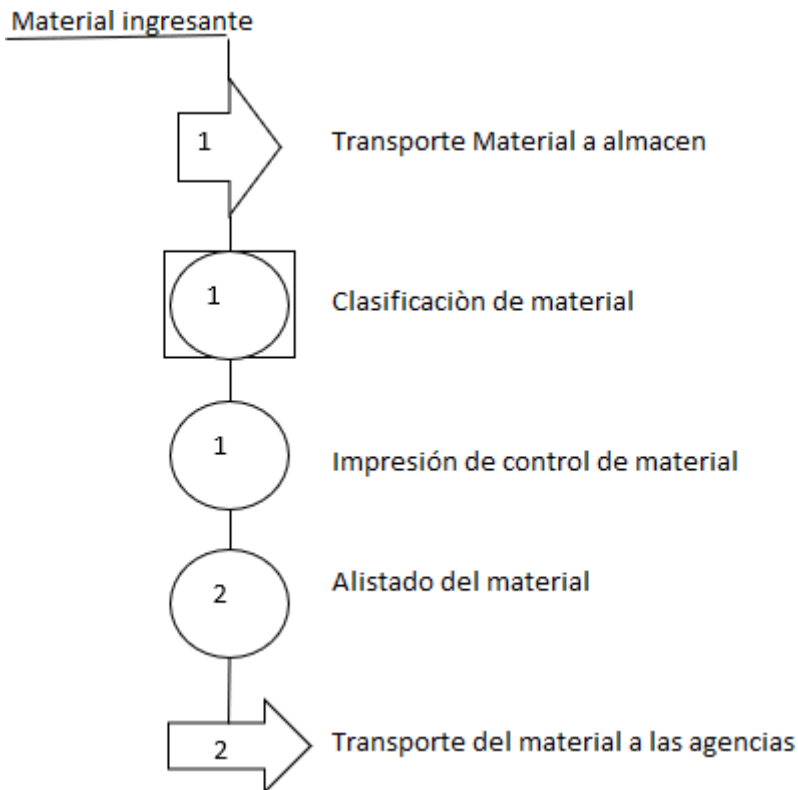 Material ingresante
1
Transporte Material a almacen
1
Clasificaciòn de material
1
Impresión de control de material
2
Alistado del material
2
Transporte del material a las agencias